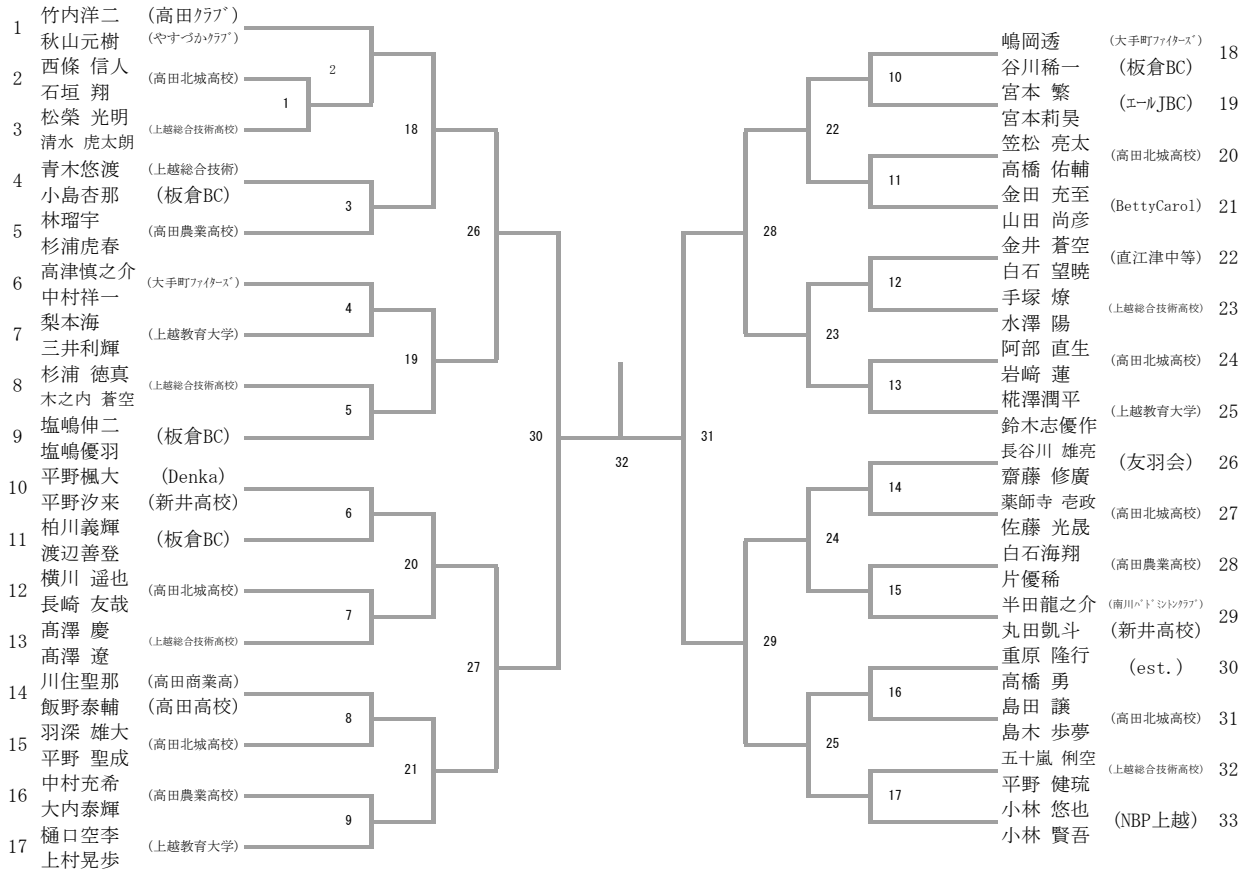 1
竹内洋二 (高田ｸﾗﾌﾞ)
秋山元樹 (やすづかｸﾗﾌﾞ)
2
西條 信人 (高田北城高校)
石垣 翔
3
松榮 光明 (上越総合技術高校)
清水 虎太朗
4
青木悠渡 (上越総合技術)
小島杏那 (板倉BC)
5
林瑠宇 (高田農業高校)
杉浦虎春
6
高津慎之介 (大手町ﾌｧｲﾀｰｽﾞ)
中村祥一
7
梨本海 (上越教育大学)
三井利輝
8
杉浦 徳真 (上越総合技術高校)
木之内 蒼空
9
塩嶋伸二 (板倉BC)
塩嶋優羽
10
平野楓大 (Denka)
平野汐来 (新井高校)
11
柏川義輝 (板倉BC)
渡辺善登
12
横川 遥也 (高田北城高校)
長崎 友哉
13
髙澤 慶 (上越総合技術高校)
髙澤 遼
14
川住聖那 (高田商業高)
飯野泰輔 (高田高校)
15
羽深 雄大 (高田北城高校)
平野 聖成
16
中村充希 (高田農業高校)
大内泰輝
17
樋口空李 (上越教育大学)
上村晃歩
2
1
3
4
5
6
7
8
9
18
19
20
21
26
27
30
32
31
28
29
22
23
24
25
10
11
12
13
14
15
16
17
嶋岡透 (大手町ﾌｧｲﾀｰｽﾞ)
谷川稀一 (板倉BC)
18
宮本 繁 (ｴｰﾙJBC)
宮本莉昊
19
笠松 亮太 (高田北城高校)
高橋 佑輔
20
金田 充至 (BettyCarol)
山田 尚彦
21
金井 蒼空 (直江津中等)
白石 望暁
22
手塚 燎 (上越総合技術高校)
水澤 陽
23
阿部 直生 (高田北城高校)
岩﨑 蓮
24
椛澤潤平 (上越教育大学)
鈴木志優作
25
長谷川 雄亮 (友羽会)
齋藤 修廣
26
薬師寺 壱政 (高田北城高校)
佐藤 光晟
27
白石海翔 (高田農業高校)
片優稀
28
半田龍之介 (南川ﾊﾞﾄﾞﾐﾝﾄﾝｸﾗﾌﾞ)
丸田凱斗 (新井高校)
29
重原 隆行 (est.)
高橋 勇
30
島田 譲 (高田北城高校)
島木 歩夢
31
五十嵐 俐空 (上越総合技術高校)
平野 健琉
32
小林 悠也 (NBP上越)
小林 賢吾
33